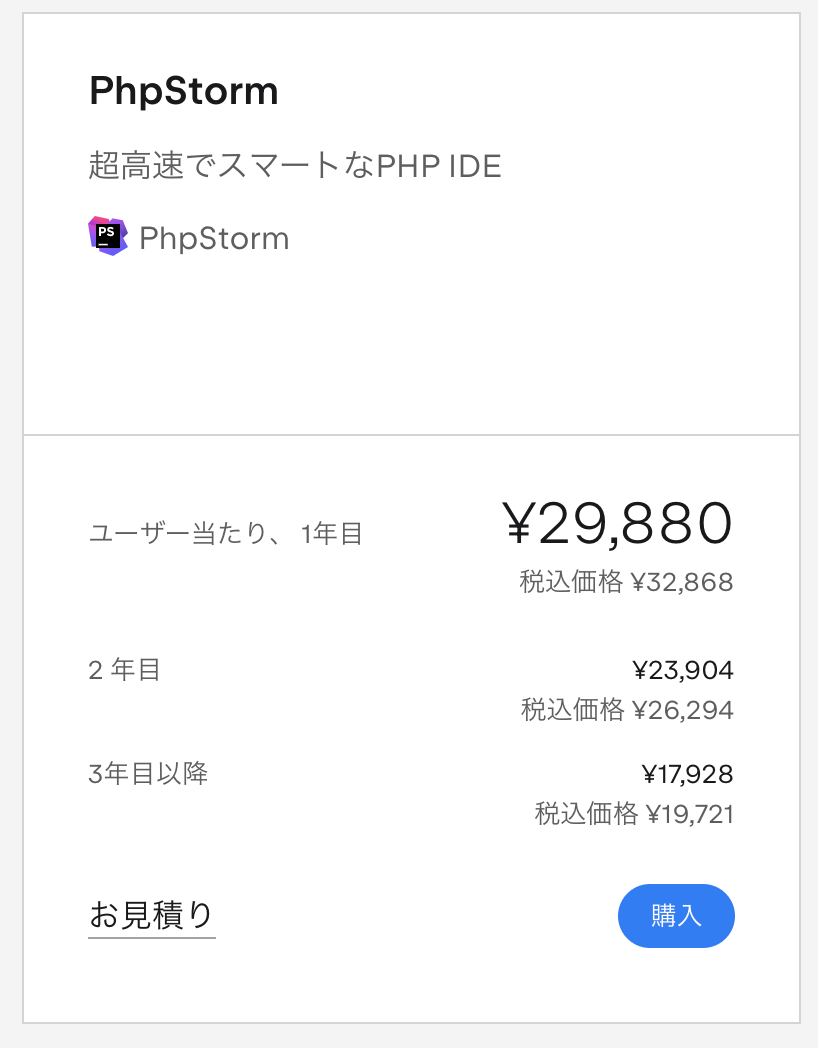 PhpStorm
超高速でスマートなPHP IDE
PS
PhpStorm
ユーザー当たり、 1年目
¥29,880
税込価格 ¥32,868
2 年目
¥23,904
税込価格 ¥26,294
3年目以降
¥17,928
税込価格 ¥19,721
お見積り
購入